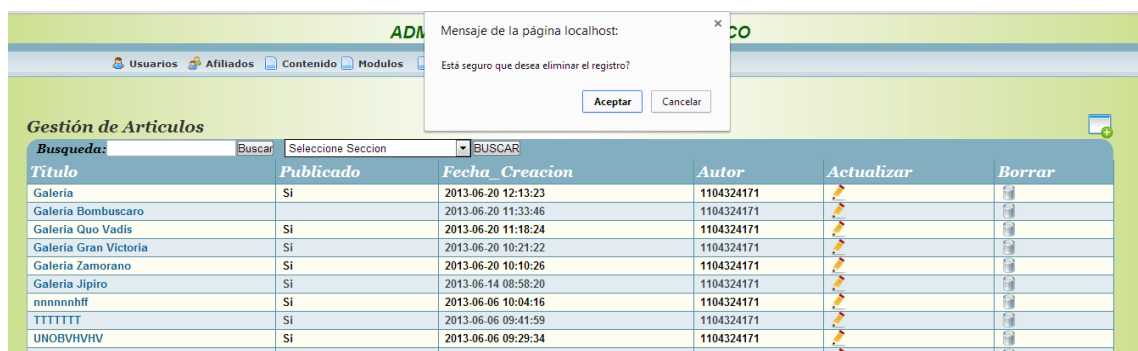 ADM
CO
Mensaje de la página localhost:
×
Está seguro que desea eliminar el registro?
Aceptar Cancelar
Usuarios Afiliados Contenido Modulos
Gestión de Articulos
Busqueda: Buscar Seleccione Seccion BUSCAR
Titulo Publicado Fecha_Creacion Autor Actualizar Borrar
Galeria Si 2013-06-20 12:13:23 1104324171
Galería Bombuscaro 2013-06-20 11:33:46 1104324171
Galeria Quo Vadis Si 2013-06-20 11:18:24 1104324171
Galería Gran Victoria Si 2013-06-20 10:21:22 1104324171
Galeria Zamorano Si 2013-06-20 10:10:26 1104324171
Galeria Jipiro Si 2013-06-14 08:58:20 1104324171
nnnnnnhff Si 2013-06-06 10:04:16 1104324171
TTTTTTT Si 2013-06-06 09:41:59 1104324171
UNOBVHVHV Si 2013-06-06 09:29:34 1104324171